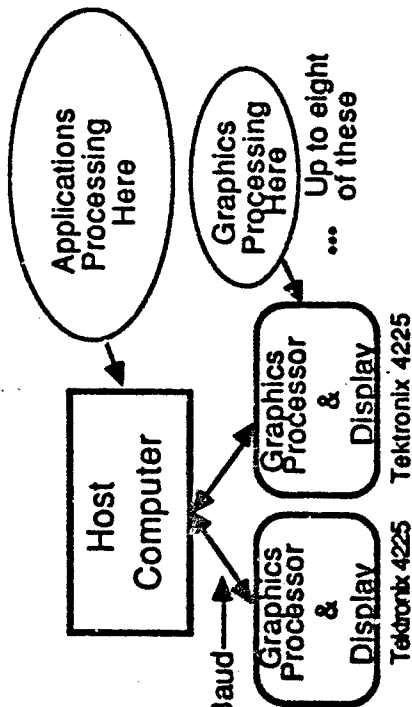 Applications
Processing
Here
Host
Computer
Graphics
Processing
Here
... Up to eight
of these
Baud
Graphics
Processor
&
Display
Tektronix 4225
Graphics
Processor
&
Display
Tektronix 4225